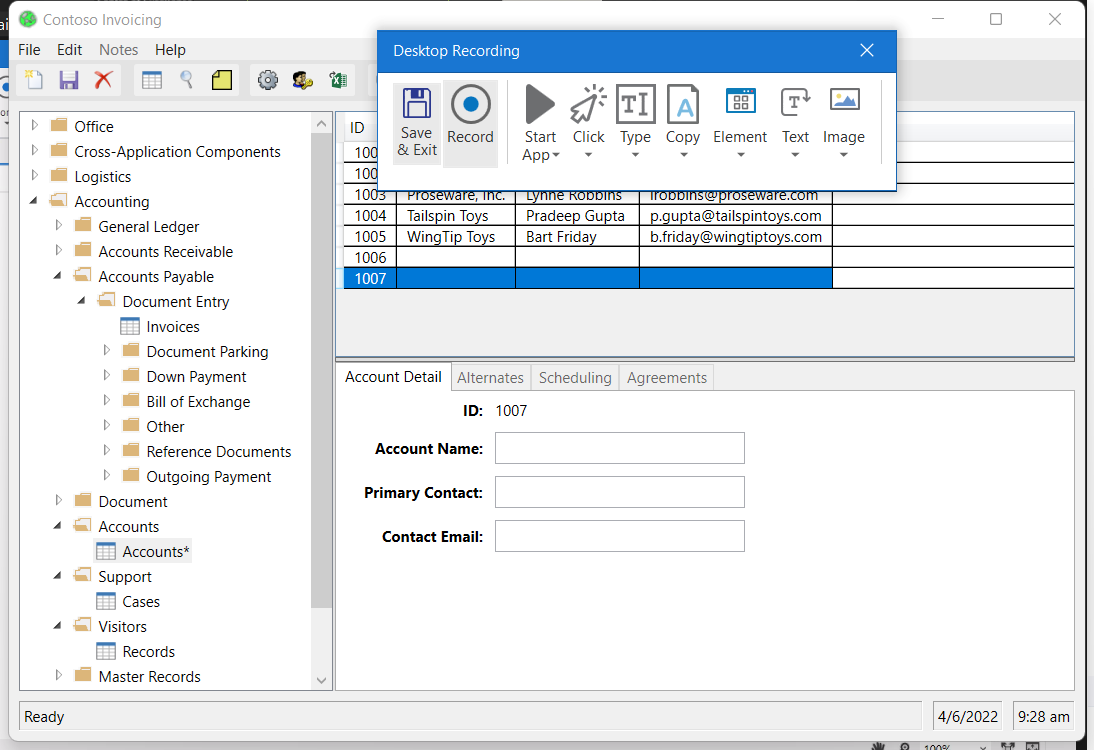 Contoso Invoicing
File Edit Notes Help
Desktop Recording
Save & Exit
Record
Start App
Click
Type
Copy
Element
Text
Image
Office
Cross-Application Components
Logistics
Accounting
General Ledger
Accounts Receivable
Accounts Payable
Document Entry
Invoices
Document Parking
Down Payment
Bill of Exchange
Other
Reference Documents
Outgoing Payment
Document
Accounts
Accounts*
Support
Cases
Visitors
Records
Master Records
ID
1003 Proseware, Inc. Lynne Robbins lrobbins@proseware.com
1004 Tailspin Toys Pradeep Gupta p.gupta@tailspintoys.com
1005 WingTip Toys Bart Friday b.friday@wingtiptoys.com
1006
1007
Account Detail Alternates Scheduling Agreements
ID: 1007
Account Name:
Primary Contact:
Contact Email:
Ready 4/6/2022 9:28 am
100%